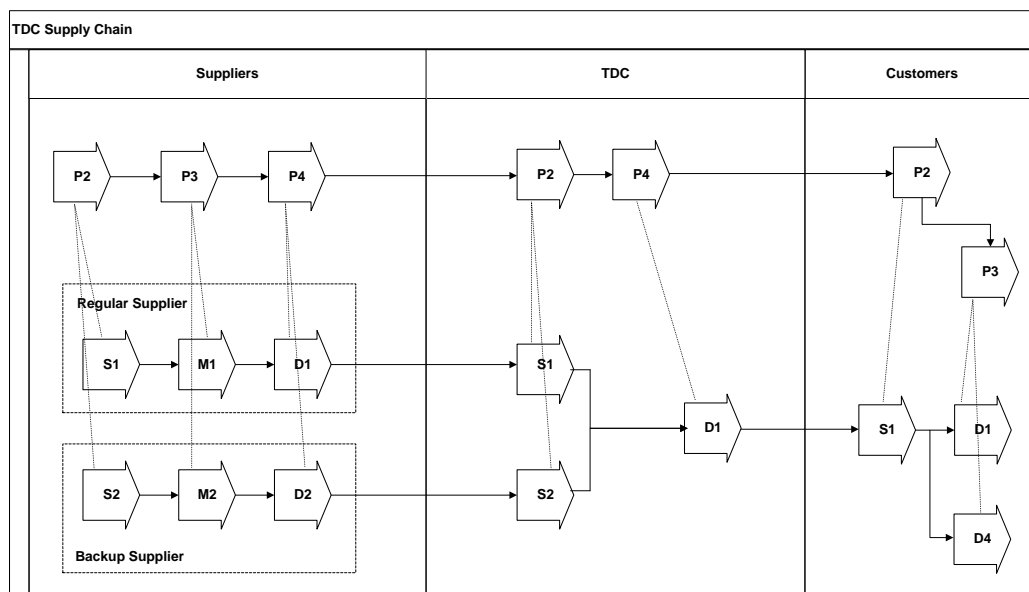 TDC Supply Chain
Suppliers
TDC
Customers
P2
P3
P4
P2
P4
P2
P3
Regular Supplier
S1
M1
D1
S1
D1
S1
D1
S2
M2
D2
S2
D4
Backup Supplier